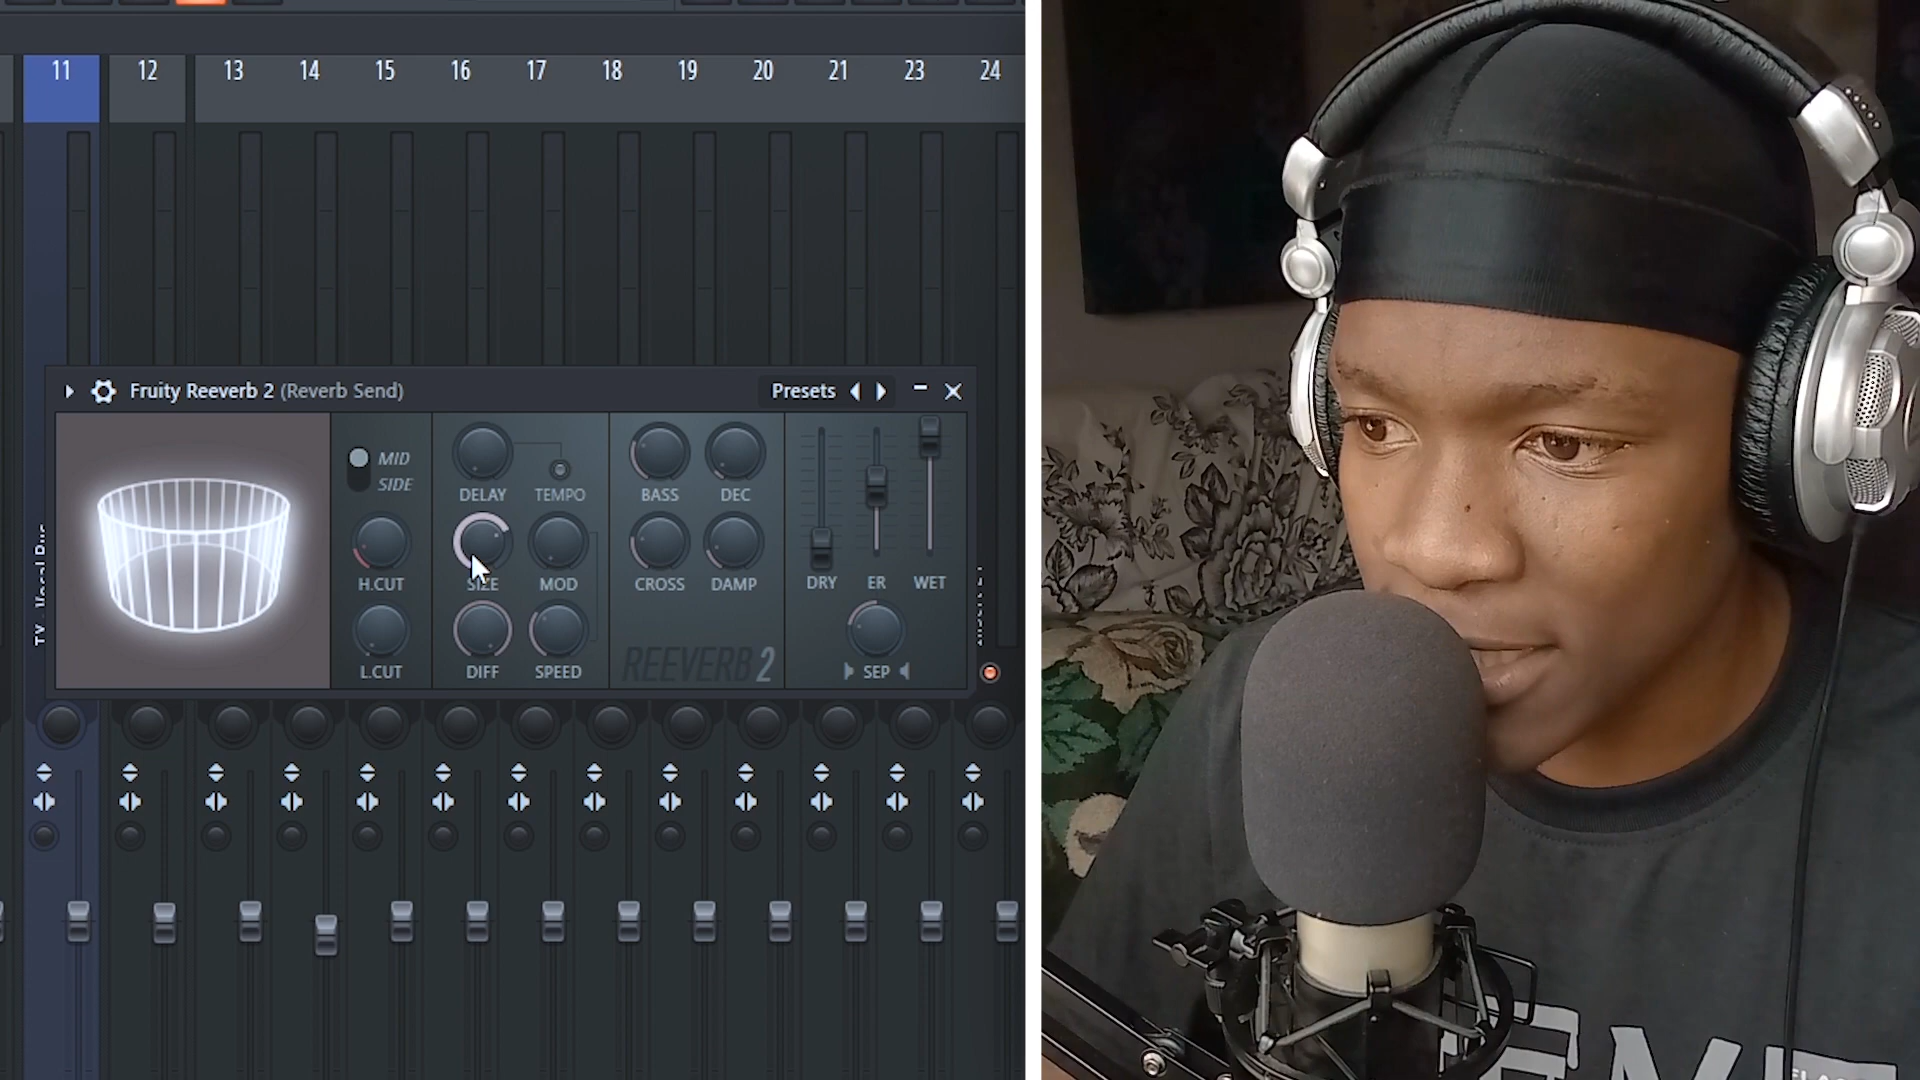 11 12 13 14 15 16 17 18 19 20 21 23 24
Fruity Reeverb 2 (Reverb Send) Presets
MID
SIDE
DELAY TEMPO BASS DEC
H.CUT SIZE MOD CROSS DAMP DRY ER WET
L.CUT DIFF SPEED REEVERB 2 SEP